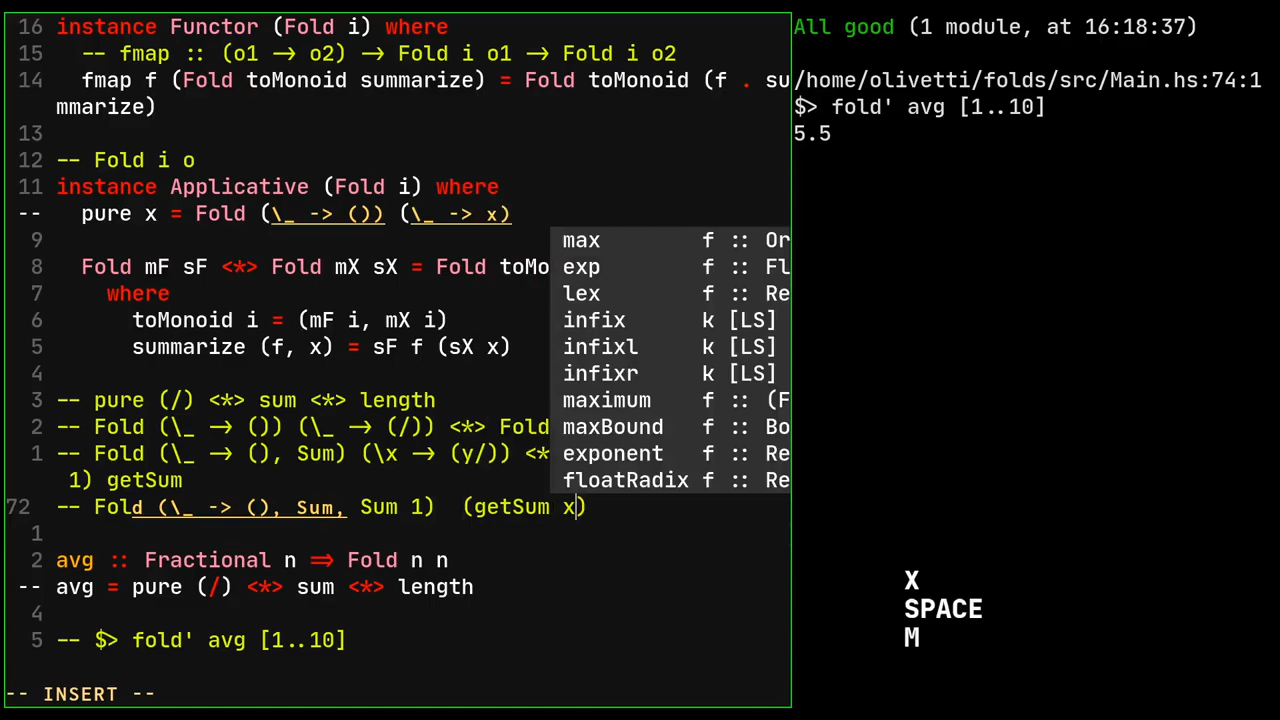 16 instance Functor (Fold i) where
15 -- fmap :: (o1 -> o2) -> Fold i o1 -> Fold i o2
14 fmap f (Fold toMonoid summarize) = Fold toMonoid (f . su
mmarize)
13
12 -- Fold i o
11 instance Applicative (Fold i) where
-- pure x = Fold (\_ -> ()) (\_ -> x)
9
8 Fold mF sF <*> Fold mX sX = Fold toMo
7 where
6 toMonoid i = (mF i, mX i)
5 summarize (f, x) = sF f (sX x)
4
3 -- pure (/) <*> sum <*> length
2 -- Fold (\_ -> ()) (\_ -> (/)) <*> Fold
1 -- Fold (\_ -> (), Sum) (\x -> (y/)) <*
1) getSum
72 -- Fold (\_ -> (), Sum, Sum 1)  (getSum x)
1
2 avg :: Fractional n => Fold n n
-- avg = pure (/) <*> sum <*> length
4
5 -- $> fold' avg [1..10]
-- INSERT --
max f :: Or
exp f :: Fl
lex f :: Re
infix k [LS]
infixl k [LS]
infixr k [LS]
maximum f :: (F
maxBound f :: Bo
exponent f :: Re
floatRadix f :: Re
All good (1 module, at 16:18:37)
/home/olivetti/folds/src/Main.hs:74:1
$> fold' avg [1..10]
5.5
X
SPACE
M